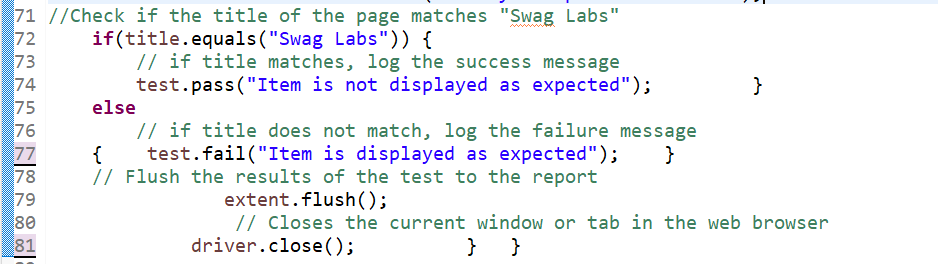 71 //Check if the title of the page matches "Swag Labs"
72 if(title.equals("Swag Labs")) {
73 // if title matches, log the success message
74 test.pass("Item is not displayed as expected"); }
75 else
76 // if title does not match, log the failure message
77 { test.fail("Item is displayed as expected"); }
78 // Flush the results of the test to the report
79 extent.flush();
80 // Closes the current window or tab in the web browser
81 driver.close(); } }